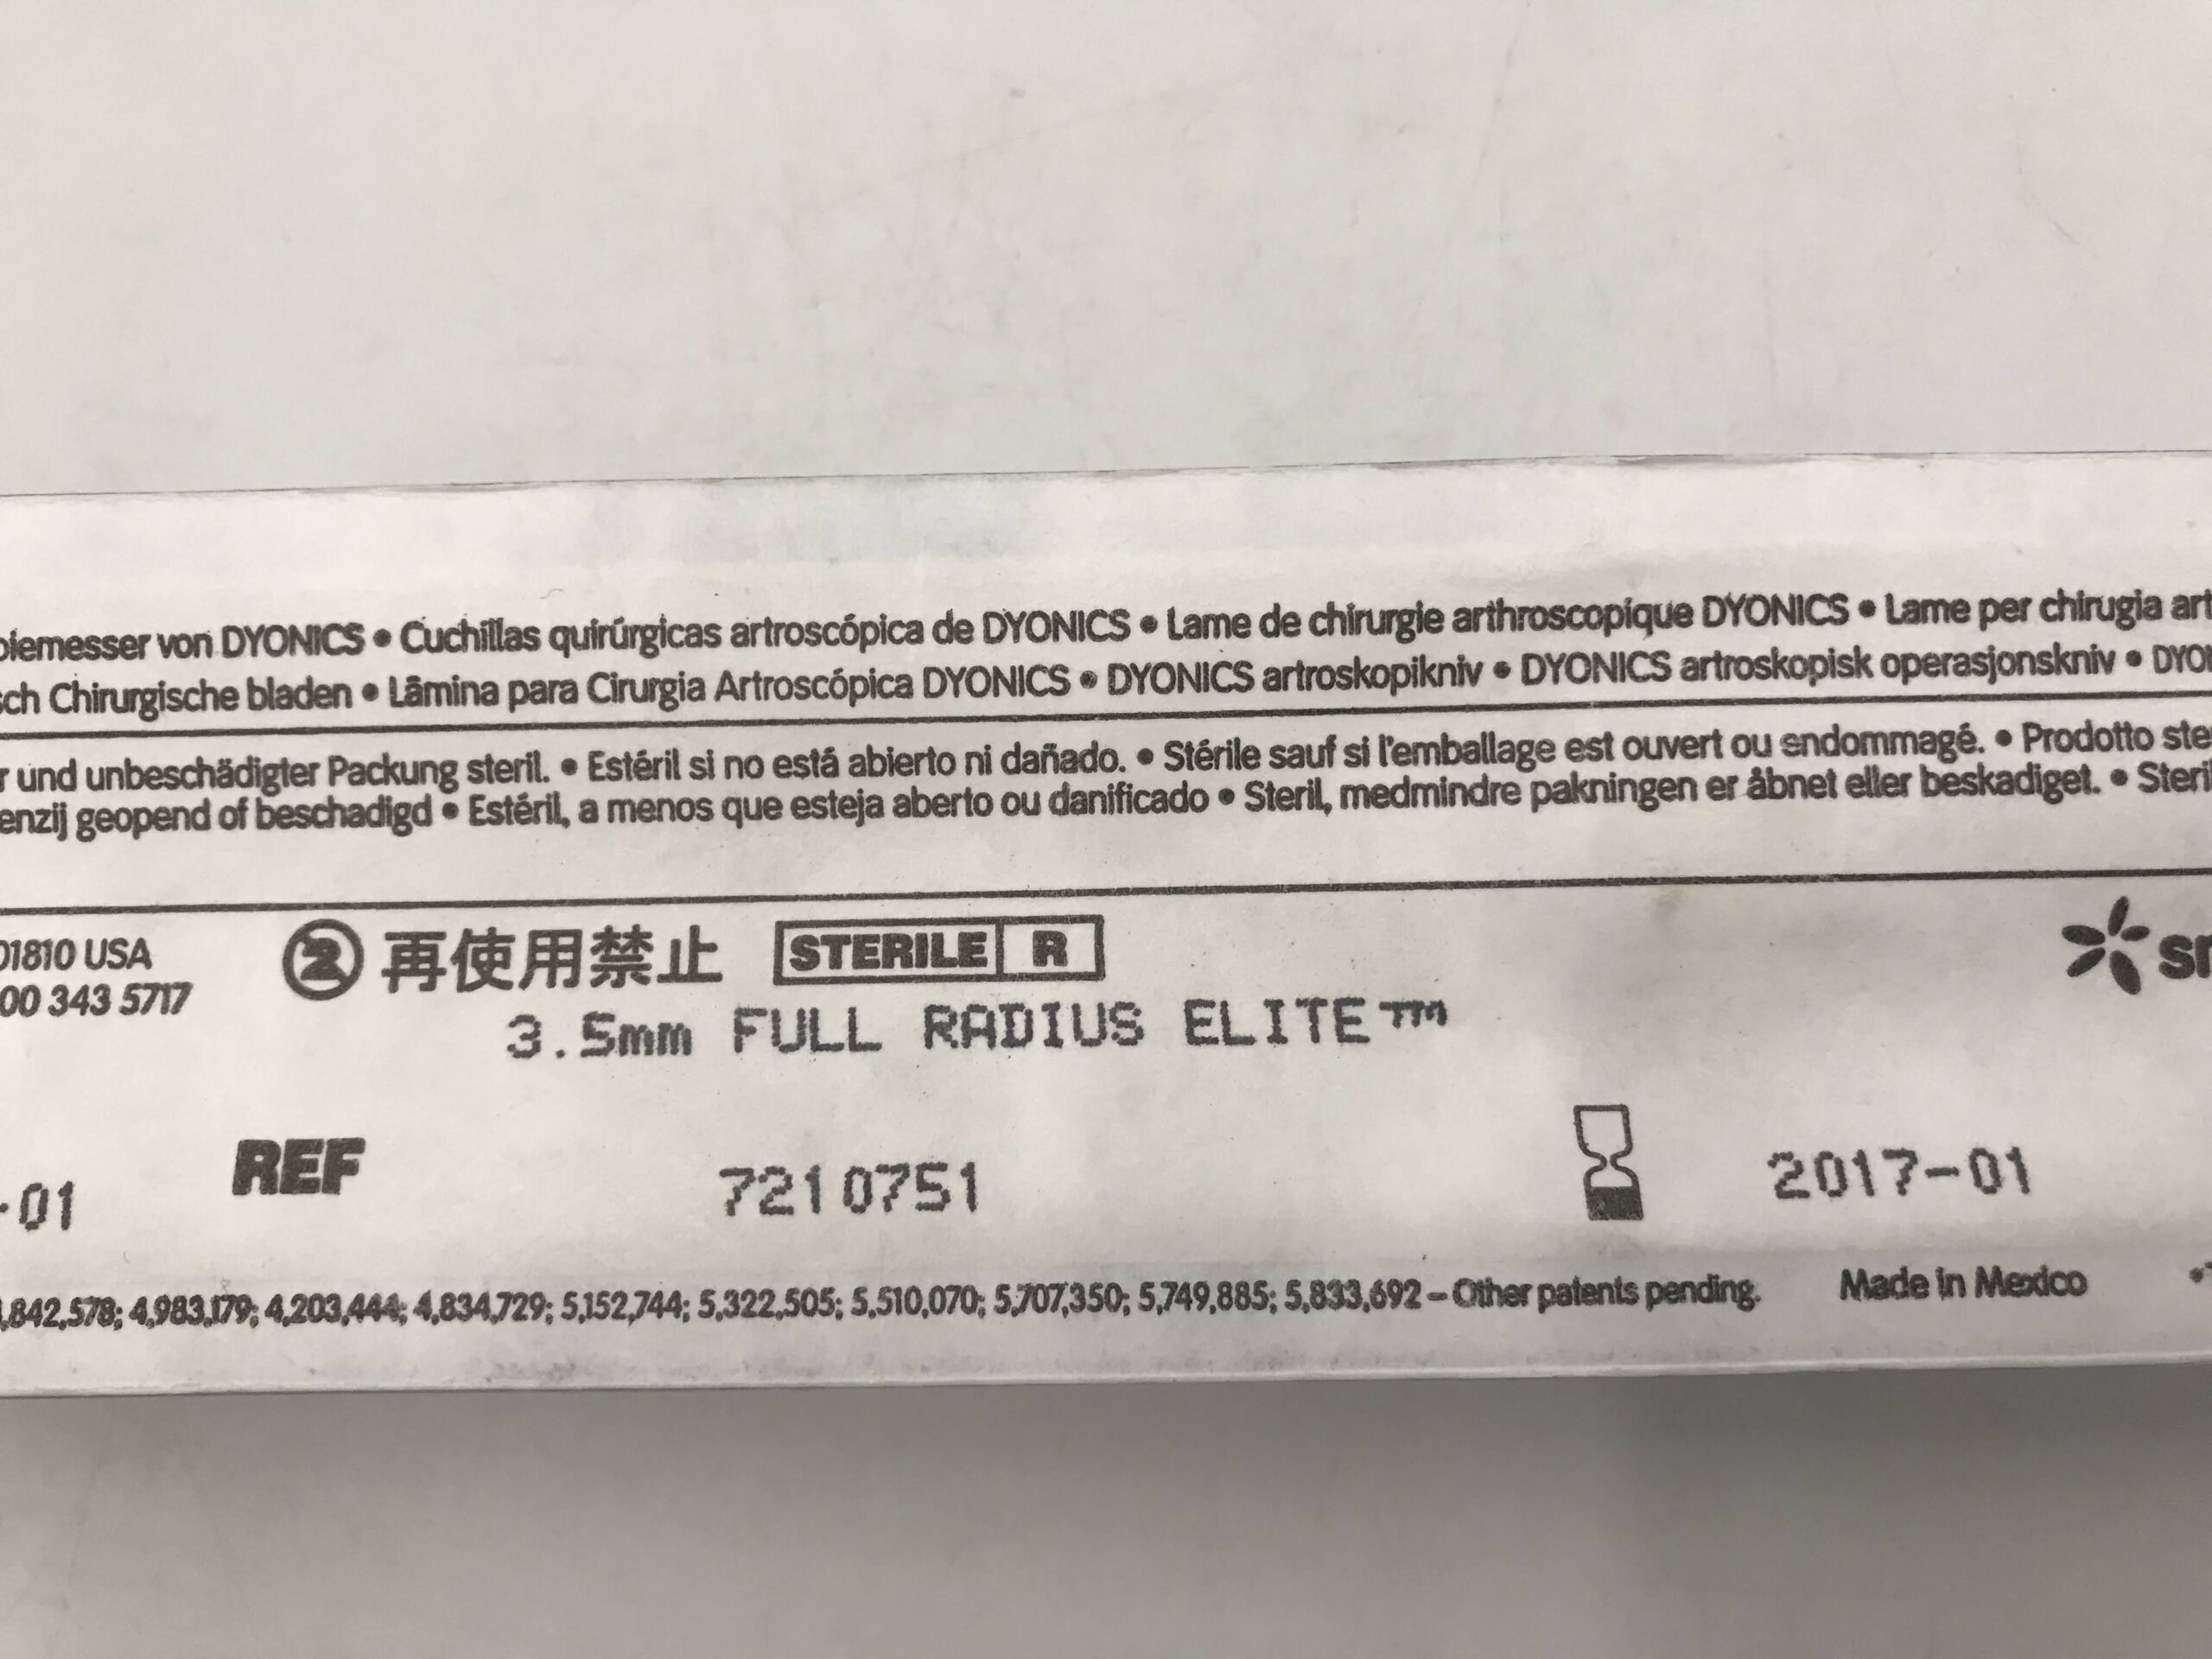 von DYONICS • Cuchillas quirúrgicas artroscópica de DYONICS • Lame de chirurgie arthroscopique DYONICS • Lame per chirugia
Chirurgische bladen • Lâmina para Cirurgia Artroscópica DYONICS • DYONICS artroskopikniv • DYONICS artroskopisk operasjonskniv •
und unbeschädigter Packung steril. • Estéril si no está abierto ni dañado. • Stérile sauf si l'emballage est ouvert ou endommagé. • Prodotto
geopend of beschadigd • Estéril, a menos que esteja aberto ou danificado • Steril, medmindre pakningen er åbnet eller beskadiget. •
01810 USA
00 343 5717
2 再使用禁止 STERILE R
3.5mm FULL RADIUS ELITE™
-01 REF 7210751 2017-01
,842,578; 4,983,179; 4,203,444; 4,834,729; 5,152,744; 5,322,505; 5,510,070; 5,707,350; 5,749,885; 5,833,692 – Other patents pending. Made in Mexico